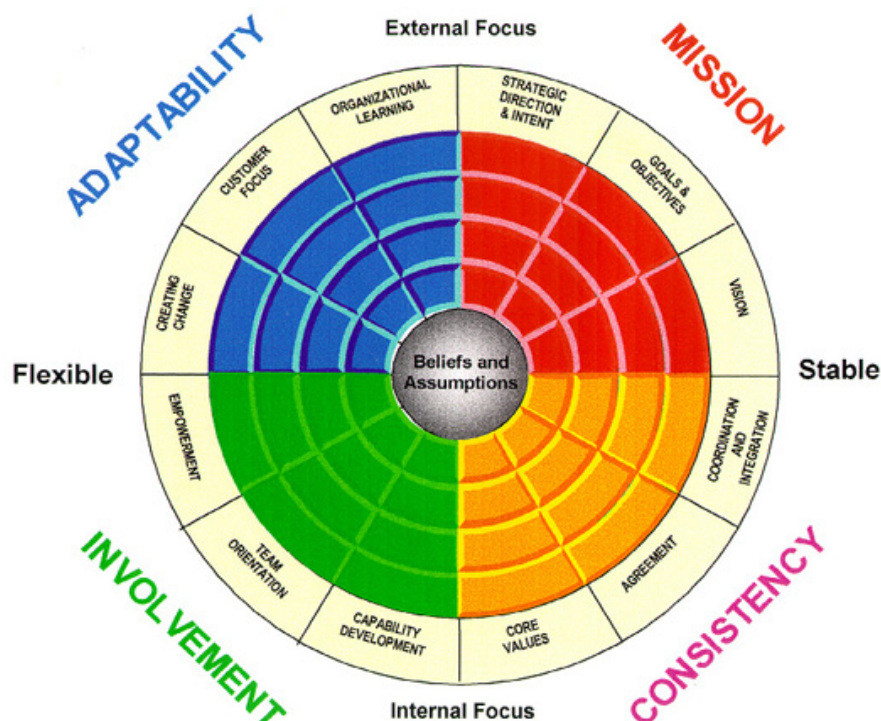 External Focus
ADAPTABILITY
MISSION
ORGANIZATIONAL
LEARNING
STRATEGIC
DIRECTION
& INTENT
CUSTOMER
FOCUS
GOALS &
OBJECTIVES
CREATING
CHANGE
VISION
Flexible
Beliefs and
Assumptions
Stable
EMPOWERMENT
COORDINATION
AND
INTEGRATION
TEAM
ORIENTATION
AGREEMENT
CAPABILITY
DEVELOPMENT
CORE
VALUES
INVOLVEMENT
CONSISTENCY
Internal Focus